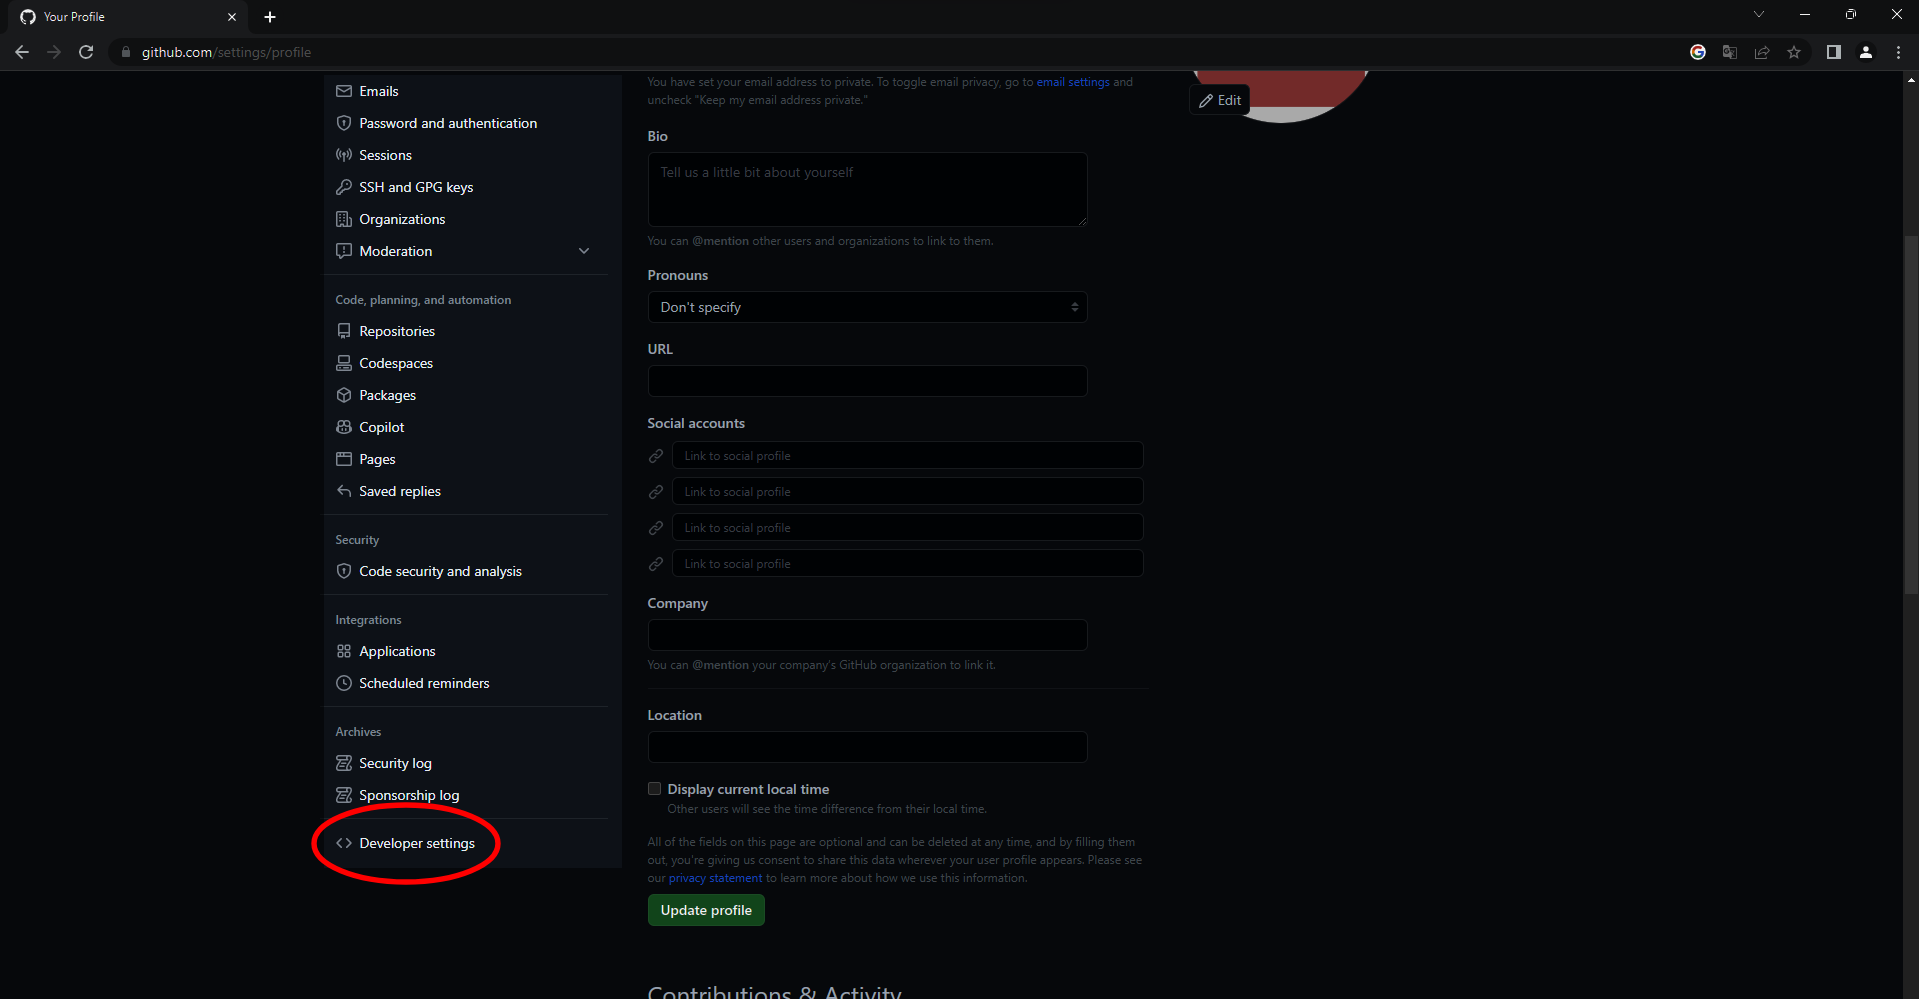 Your Profile
github.com/settings/profile
Emails
Password and authentication
Sessions
SSH and GPG keys
Organizations
Moderation
Code, planning, and automation
Repositories
Codespaces
Packages
Copilot
Pages
Saved replies
Security
Code security and analysis
Integrations
Applications
Scheduled reminders
Archives
Security log
Sponsorship log
Developer settings
You have set your email address to private. To toggle email privacy, go to email settings and
uncheck "Keep my email address private."
Bio
Tell us a little bit about yourself
You can @mention other users and organizations to link to them.
Pronouns
Don't specify
URL
Social accounts
Link to social profile
Link to social profile
Link to social profile
Link to social profile
Company
You can @mention your company's GitHub organization to link it.
Location
Display current local time
Other users will see the time difference from their local time.
All of the fields on this page are optional and can be deleted at any time, and by filling them
out, you're giving us consent to share this data wherever your user profile appears. Please see
our privacy statement to learn more about how we use this information.
Update profile
Contributions & Activity
Edit